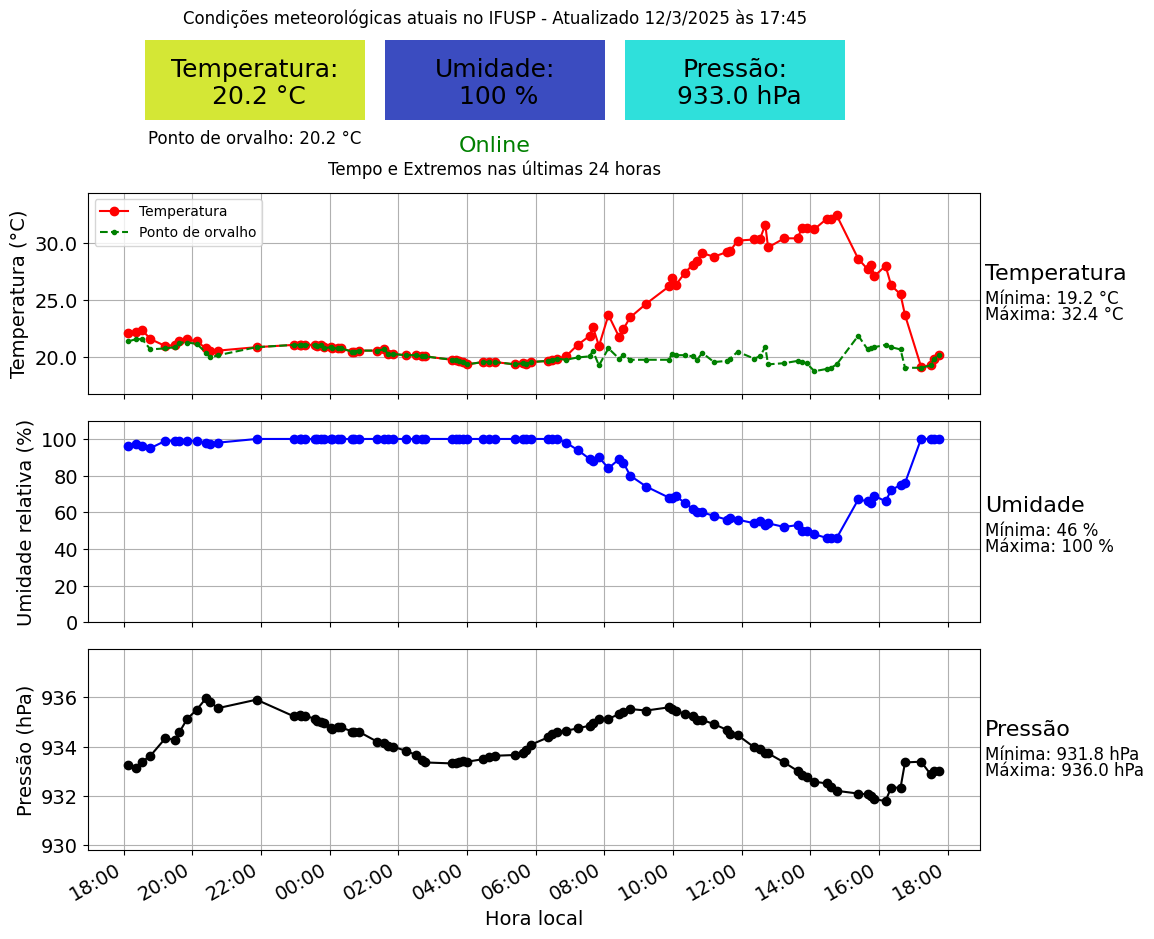 Condições meteorológicas atuais no IFUSP - Atualizado 12/3/2025 às 17:45
Temperatura:
20.2 °C
Umidade:
100 %
Pressão:
933.0 hPa
Ponto de orvalho: 20.2 °C
Online
Tempo e Extremos nas últimas 24 horas
Temperatura (°C)
30.0
25.0
20.0
Temperatura
Ponto de orvalho
Temperatura
Mínima: 19.2 °C
Máxima: 32.4 °C
Umidade relativa (%)
100
80
60
40
20
0
Umidade
Mínima: 46 %
Máxima: 100 %
Pressão (hPa)
936
934
932
930
Pressão
Mínima: 931.8 hPa
Máxima: 936.0 hPa
18:00 20:00 22:00 00:00 02:00 04:00 06:00 08:00 10:00 12:00 14:00 16:00 18:00
Hora local